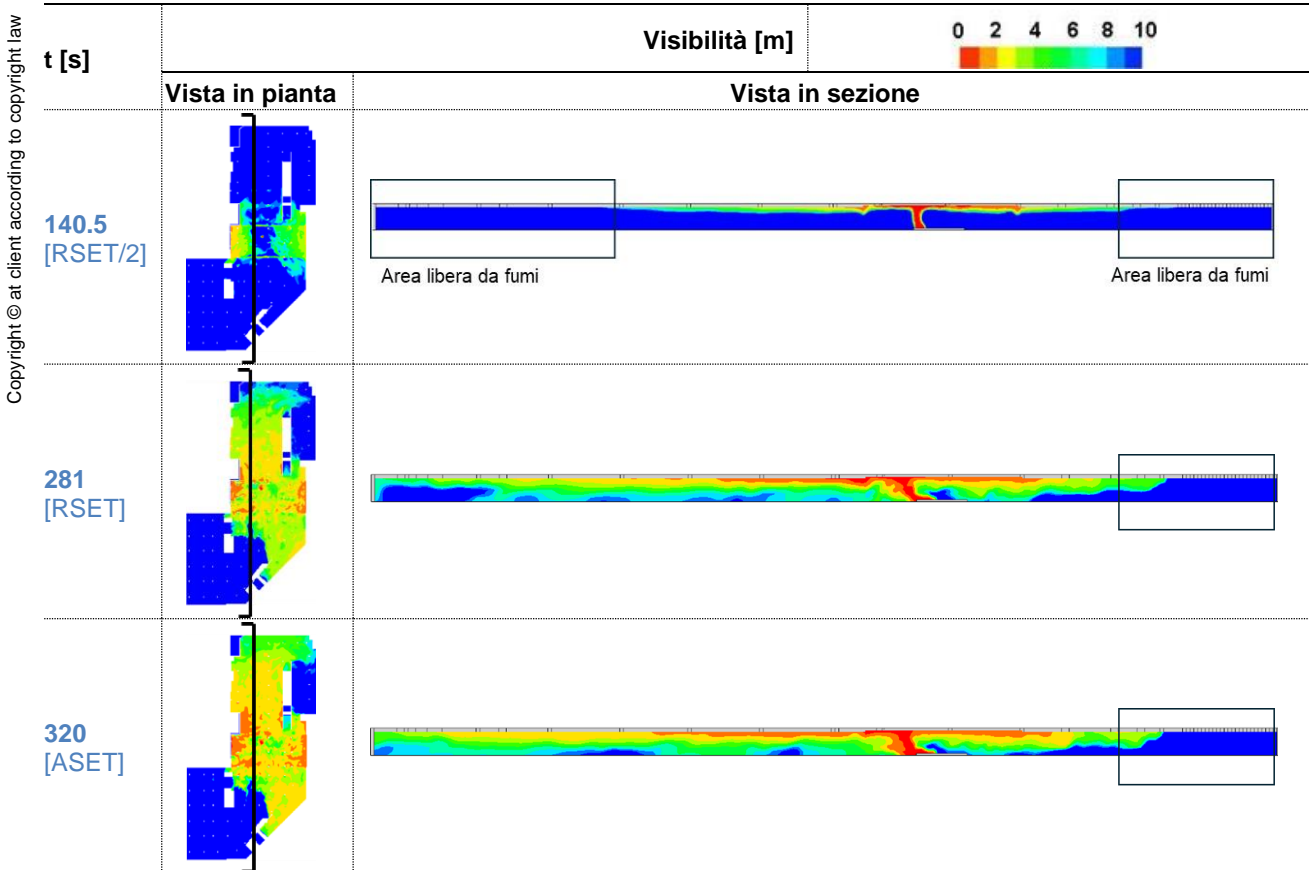 Copyright © at client according to copyright law
t [s]
Visibilità [m]
0 2 4 6 8 10
Vista in pianta
Vista in sezione
140.5
[RSET/2]
Area libera da fumi
Area libera da fumi
281
[RSET]
320
[ASET]